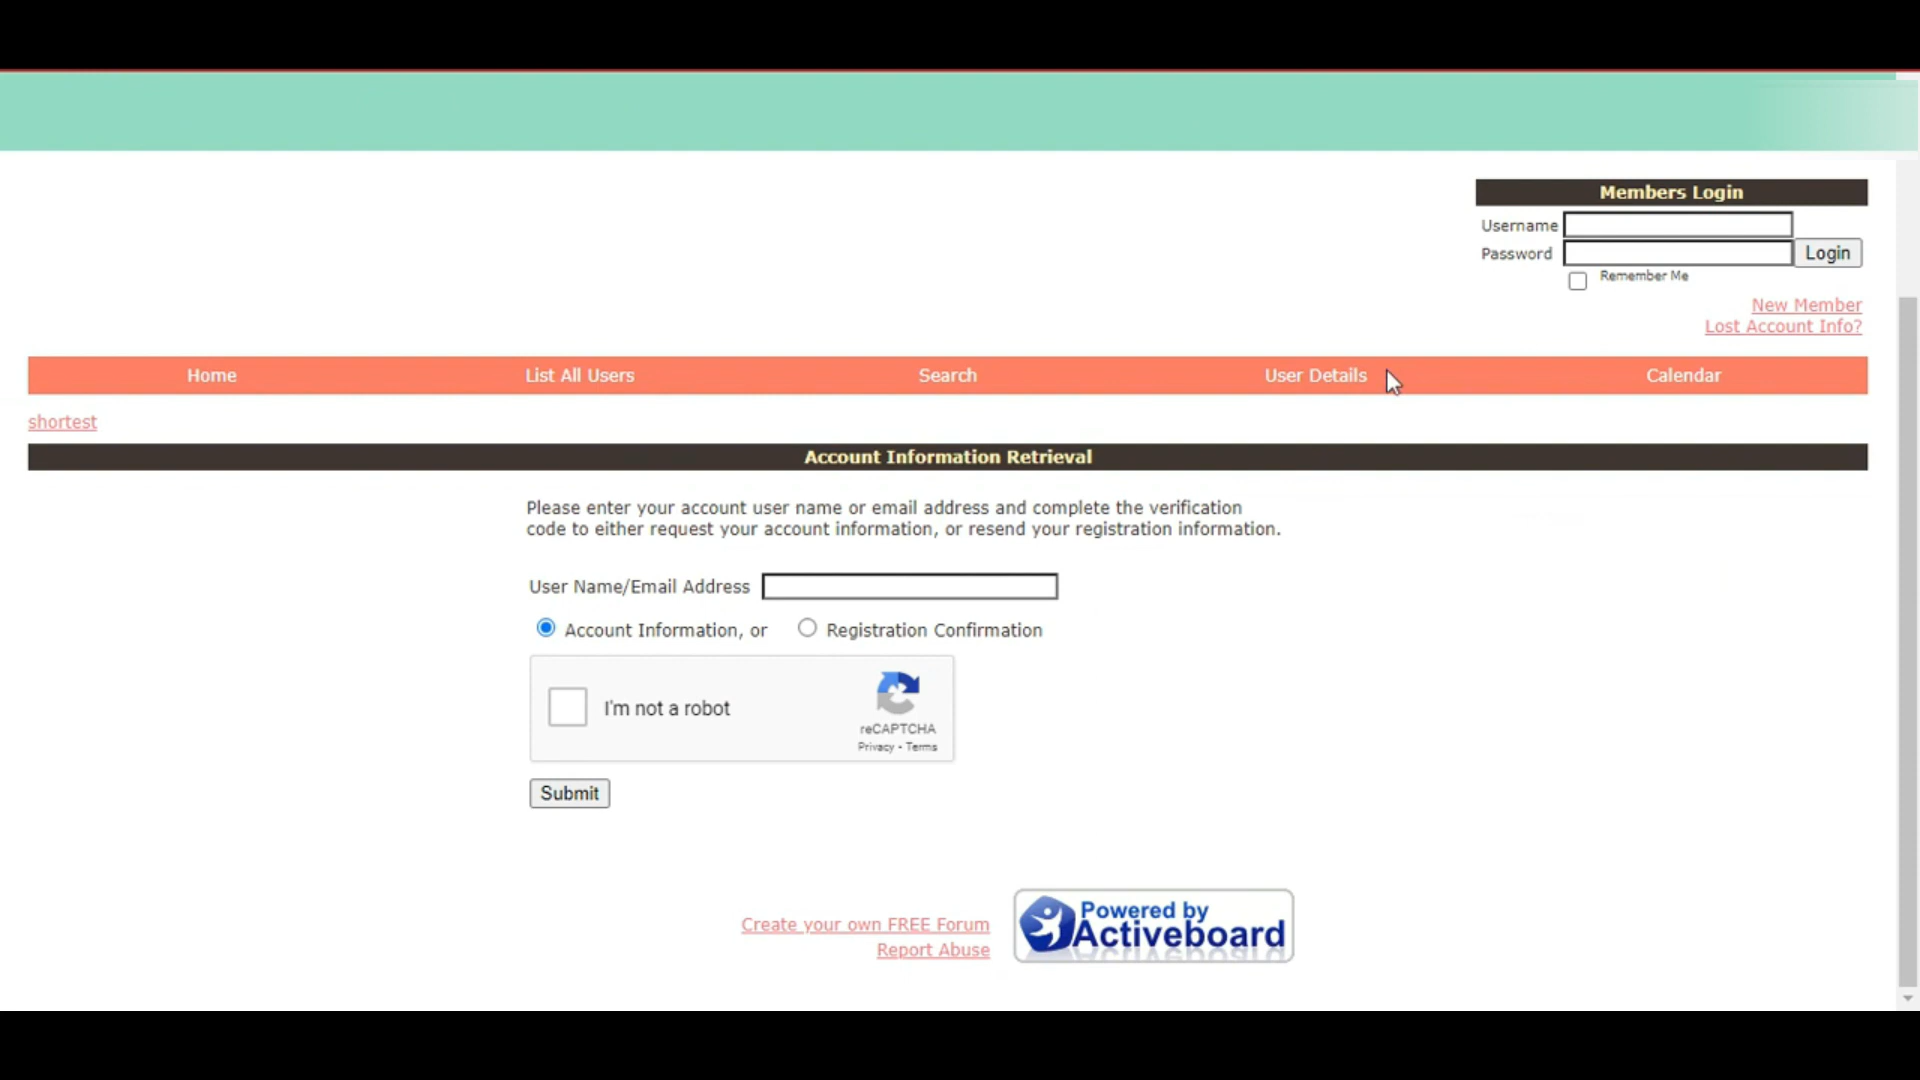 Members Login
Username
Password
Login
Remember Me
New Member
Lost Account Info?
Home
List All Users
Search
User Details
Calendar
shortest
Account Information Retrieval
Please enter your account user name or email address and complete the verification
code to either request your account information, or resend your registration information.
User Name/Email Address
Account Information, or
Registration Confirmation
I'm not a robot
reCAPTCHA
Privacy - Terms
Submit
Create your own FREE Forum
Report Abuse
Powered by
Activeboard